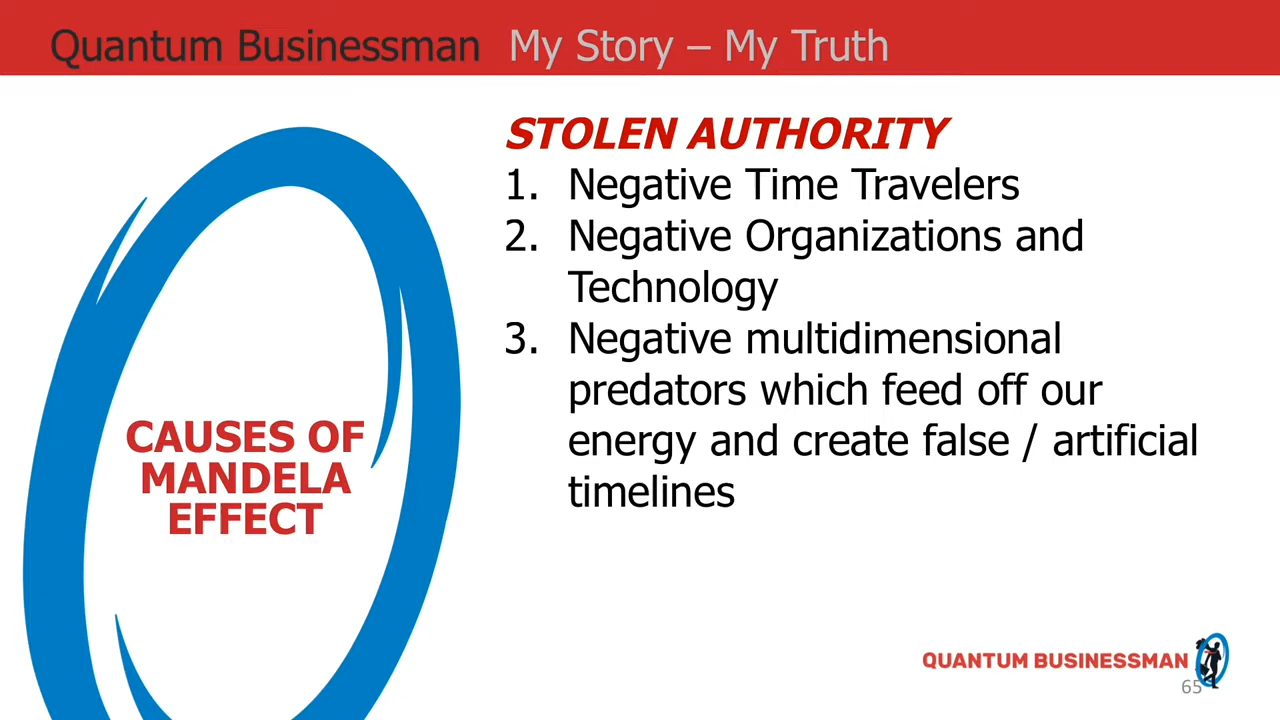 Quantum Businessman My Story – My Truth
STOLEN AUTHORITY
1. Negative Time Travelers
2. Negative Organizations and
Technology
3. Negative multidimensional
predators which feed off our
energy and create false / artificial
timelines
CAUSES OF
MANDELA
EFFECT
QUANTUM BUSINESSMAN
65